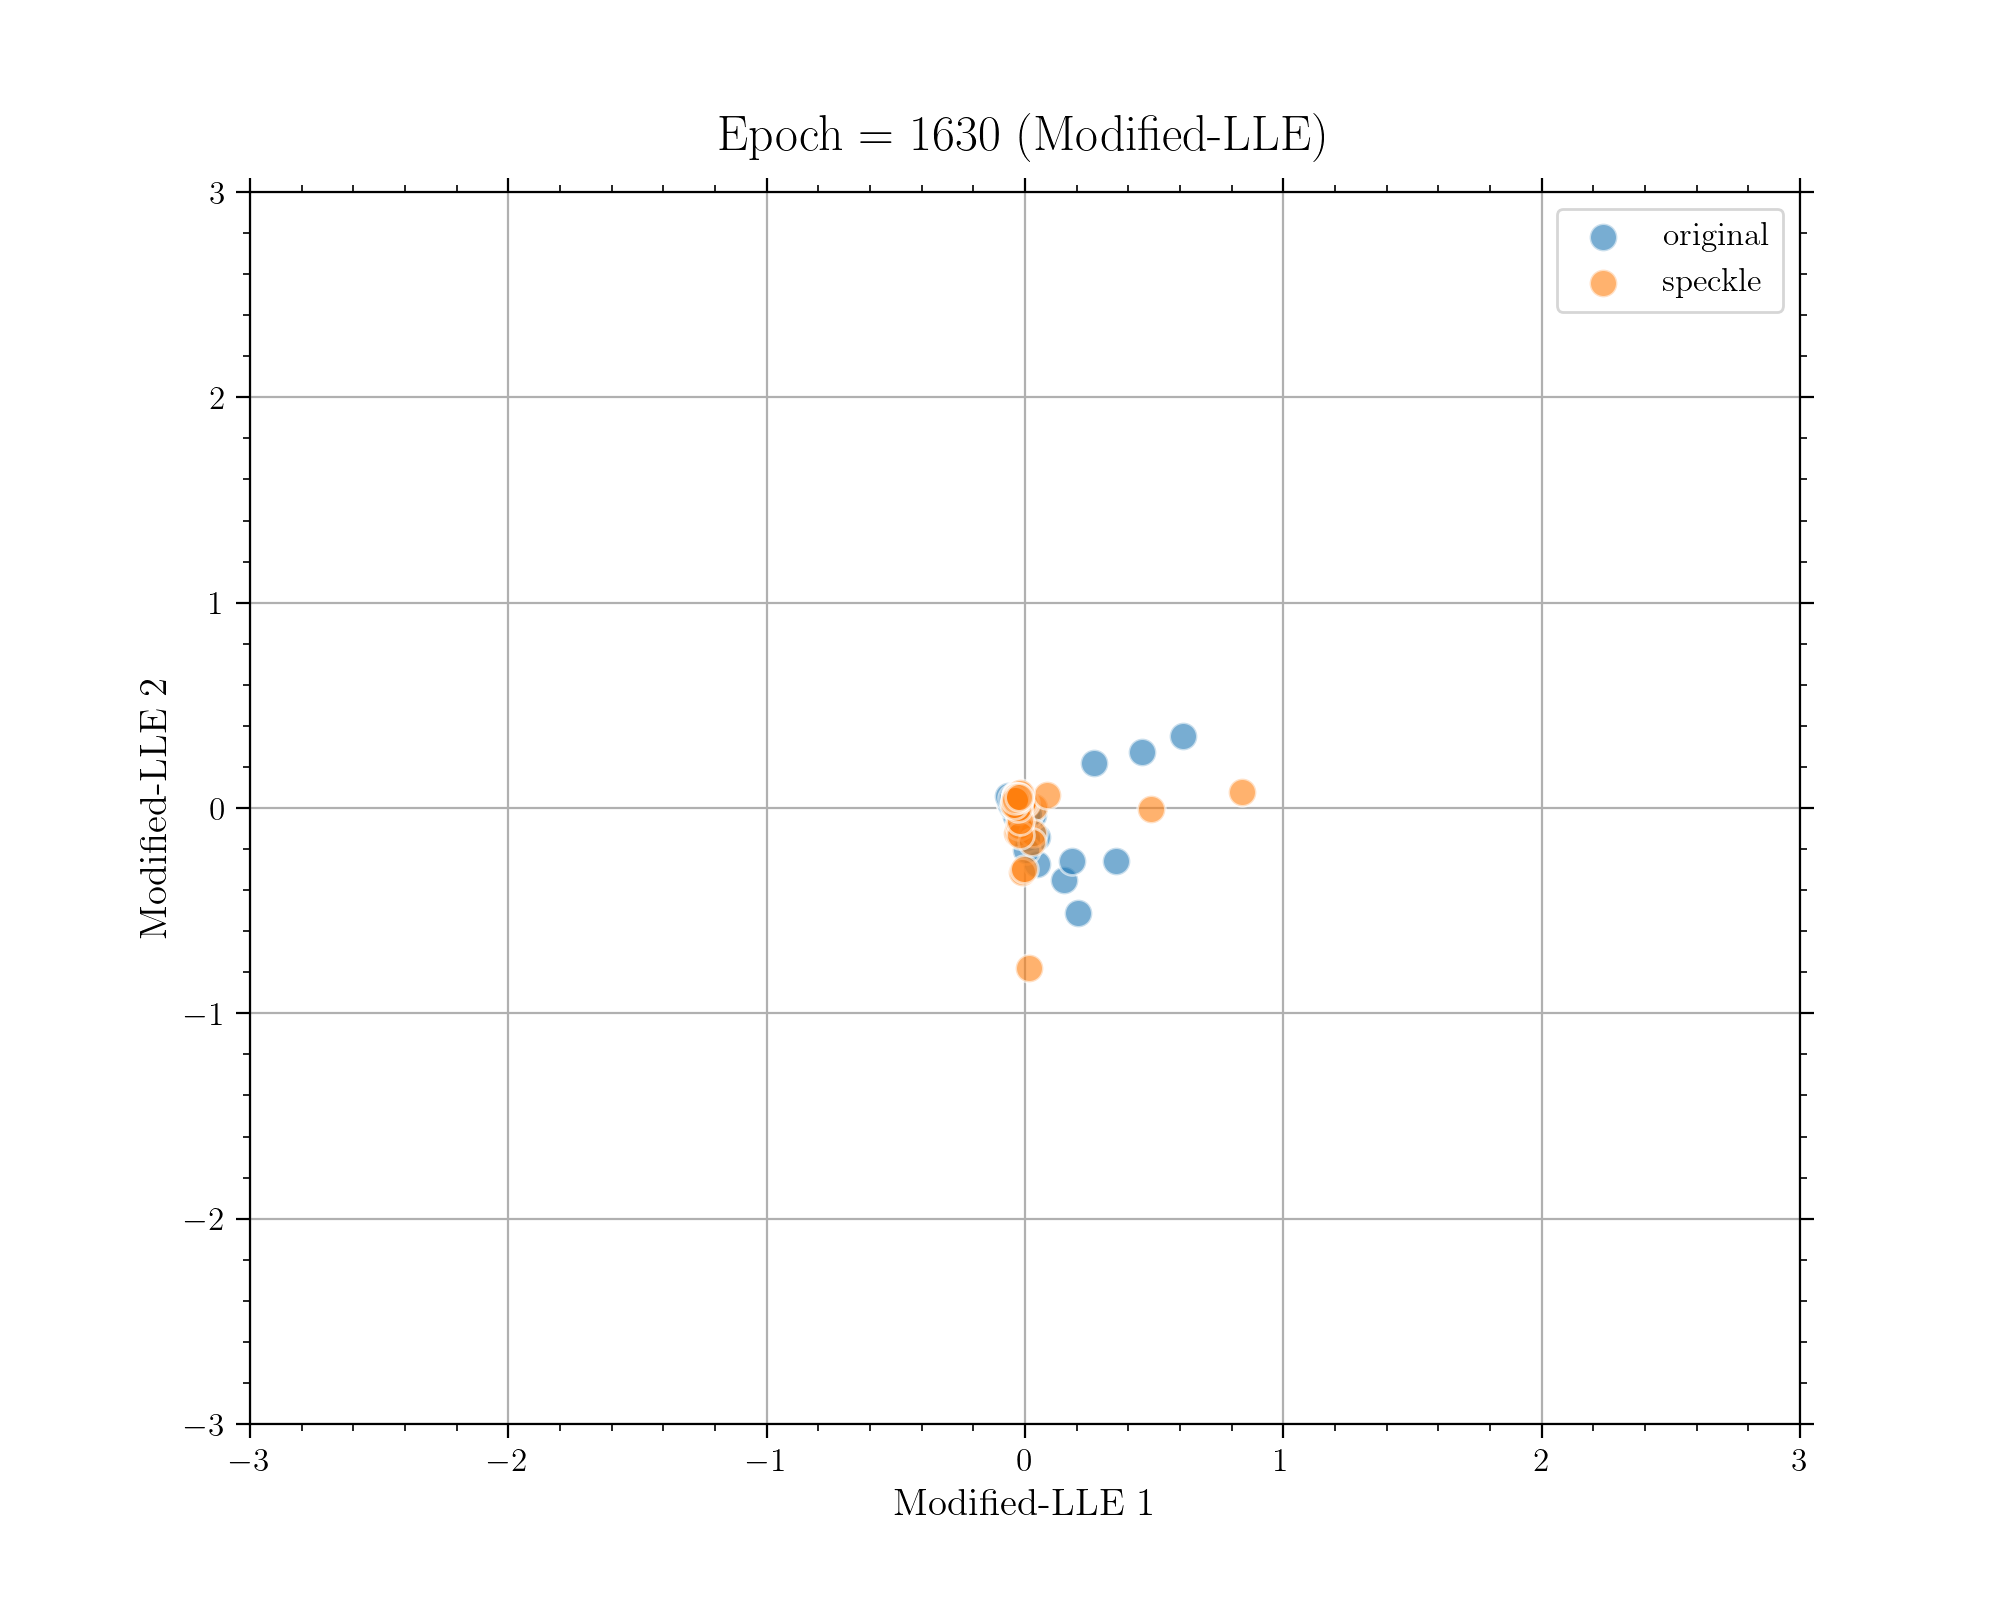 Epoch = 1630 (Modified-LLE)
original
speckle
3
2
1
0
−1
−2
−3
Modified-LLE 2
−3
−2
−1
0
1
2
3
Modified-LLE 1